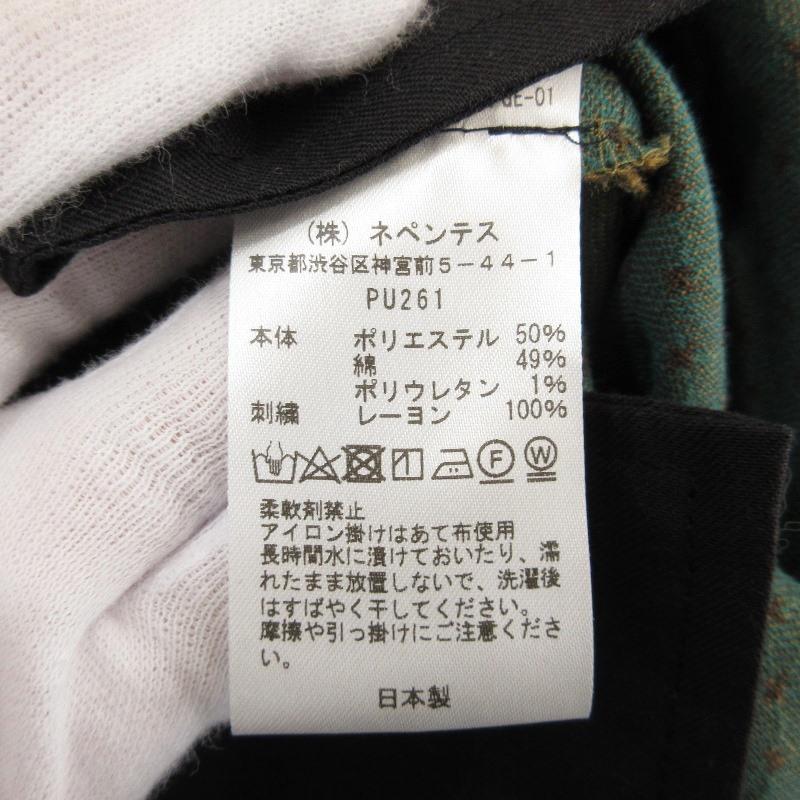 GE-01
(株) ネペンテス
東京都渋谷区神宮前5-44-1
PU261
本体 ポリエステル 50%
綿 49%
ポリウレタン 1%
刺繍 レーヨン 100%
F W
柔軟剤禁止
アイロン掛けはあて布使用
長時間水に漬けておいたり、濡
れたまま放置しないで、洗濯後
はすばやく干してください。
摩擦や引っ掛けにご注意くださ
い。
日本製